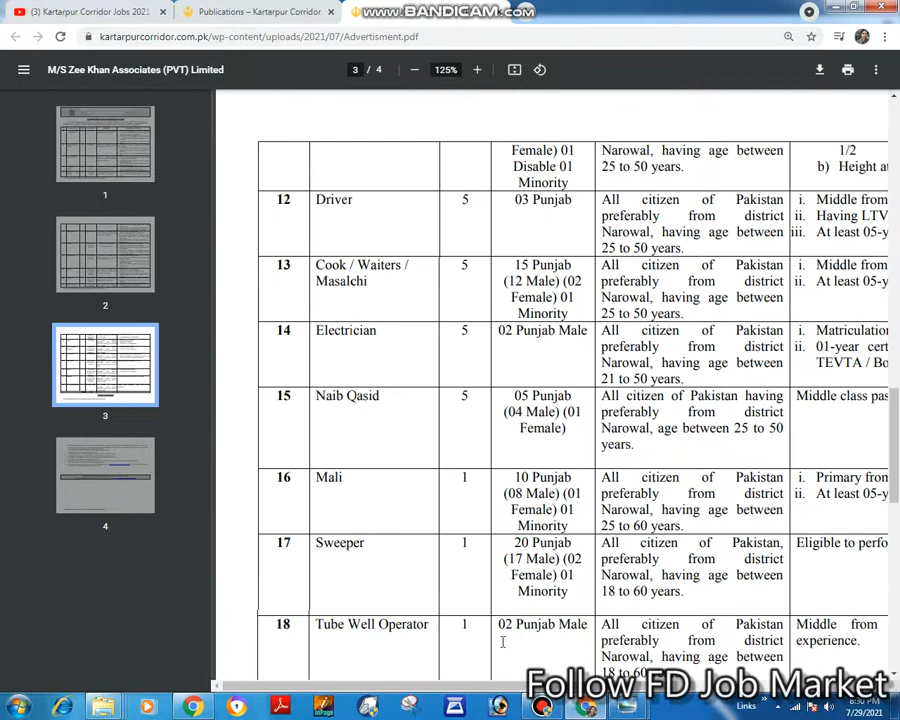 (3) Kartarpur Corridor Jobs 2021
Publications – Kartarpur Corridor
WWW.BANDICAM.COM
kartarpurcorridor.com.pk/wp-content/uploads/2021/07/Advertisment.pdf
M/S Zee Khan Associates (PVT) Limited
3 / 4
125%
1
2
3
4
Female) 01
Disable 01
Minority
Narowal, having age between
25 to 50 years.
1/2
b) Height at
12
Driver
5
03 Punjab
All citizen of Pakistan
preferably from district
Narowal, having age between
25 to 50 years.
i. Middle from
ii. Having LTV
iii. At least 05-y
13
Cook / Waiters /
Masalchi
5
15 Punjab
(12 Male) (02
Female) 01
Minority
All citizen of Pakistan
preferably from district
Narowal, having age between
25 to 50 years.
i. Middle from
ii. At least 05-y
14
Electrician
5
02 Punjab Male
All citizen of Pakistan
preferably from district
Narowal, having age between
21 to 50 years.
i. Matriculation
ii. 01-year cert
TEVTA / Bo
15
Naib Qasid
5
05 Punjab
(04 Male) (01
Female)
All citizen of Pakistan having
preferably from district
Narowal, age between 25 to 50
years.
Middle class pas
16
Mali
1
10 Punjab
(08 Male) (01
Female) 01
Minority
All citizen of Pakistan
preferably from district
Narowal, having age between
25 to 60 years.
i. Primary from
ii. At least 05-y
17
Sweeper
1
20 Punjab
(17 Male) (02
Female) 01
Minority
All citizen of Pakistan,
preferably from district
Narowal, having age between
18 to 60 years.
Eligible to perfo
18
Tube Well Operator
1
02 Punjab Male
All citizen of Pakistan
preferably from district
Narowal, having age between
18 to 60
Middle from
experience.
Follow FD Job Market
Links
8:30 PM
7/29/2021